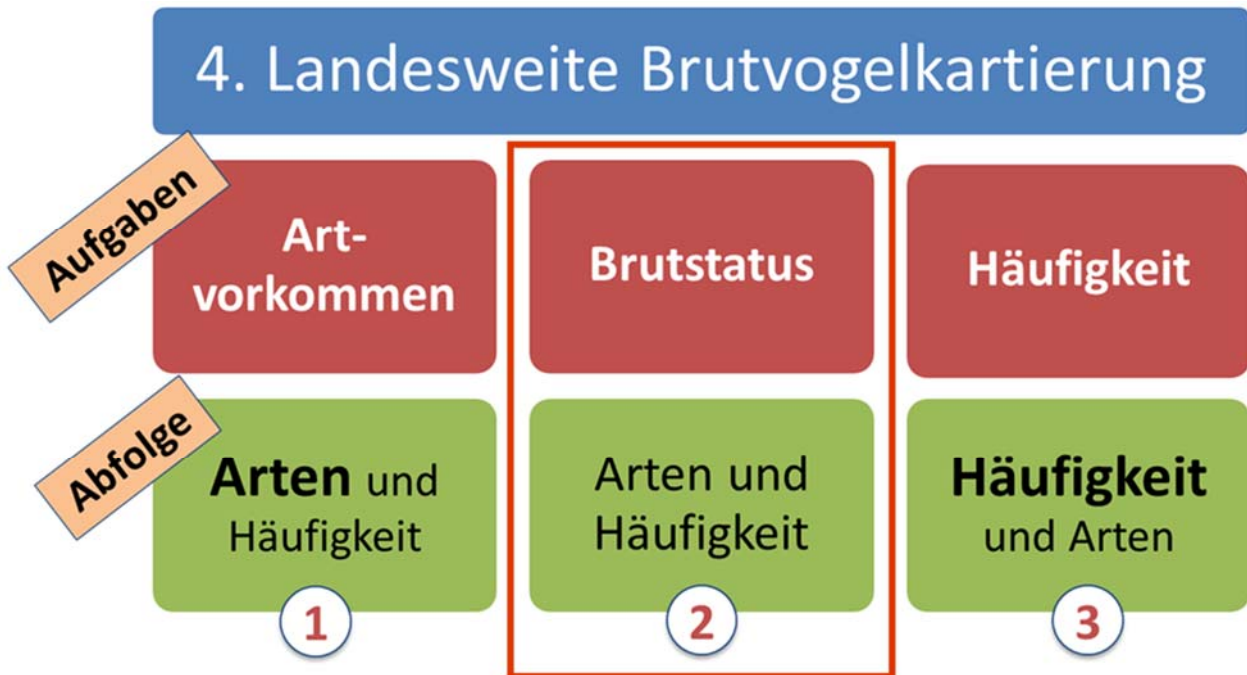 4. Landesweite Brutvogelkartierung
Aufgaben
Art-
vorkommen
Brutstatus
Häufigkeit
Abfolge
Arten und
Häufigkeit
Arten und
Häufigkeit
Häufigkeit
und Arten
1
2
3